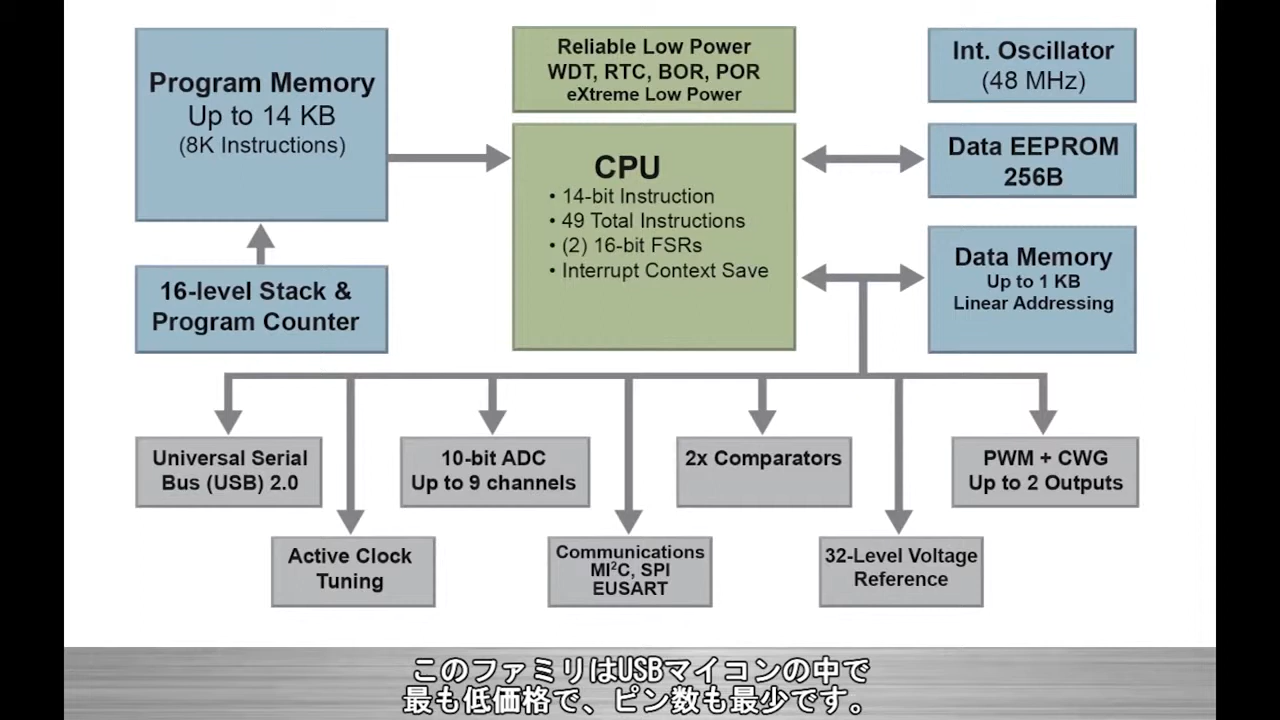 Program Memory
Up to 14 KB
(8K Instructions)
Reliable Low Power
WDT, RTC, BOR, POR
eXtreme Low Power
Int. Oscillator
(48 MHz)
CPU
• 14-bit Instruction
• 49 Total Instructions
• (2) 16-bit FSRs
• Interrupt Context Save
Data EEPROM
256B
16-level Stack &
Program Counter
Data Memory
Up to 1 KB
Linear Addressing
Universal Serial
Bus (USB) 2.0
10-bit ADC
Up to 9 channels
2x Comparators
PWM + CWG
Up to 2 Outputs
Active Clock
Tuning
Communications
MI²C, SPI
EUSART
32-Level Voltage
Reference
このファミリはUSBマイコンの中で
最も低価格で、ピン数も最少です。